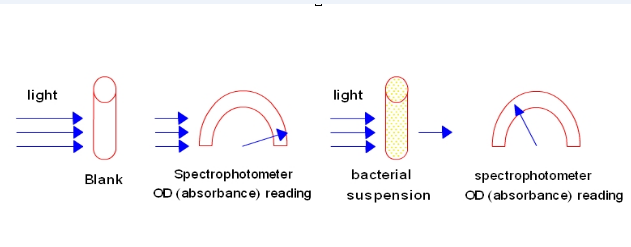 light
Blank
Spectrophotometer
OD (absorbance) reading
light
bacterial
suspension
spectrophotometer
OD (absorbance) reading